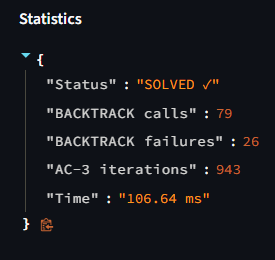 Statistics
{
"Status" : "SOLVED ✓"
"BACKTRACK calls" : 79
"BACKTRACK failures" : 26
"AC-3 iterations" : 943
"Time" : "106.64 ms"
}